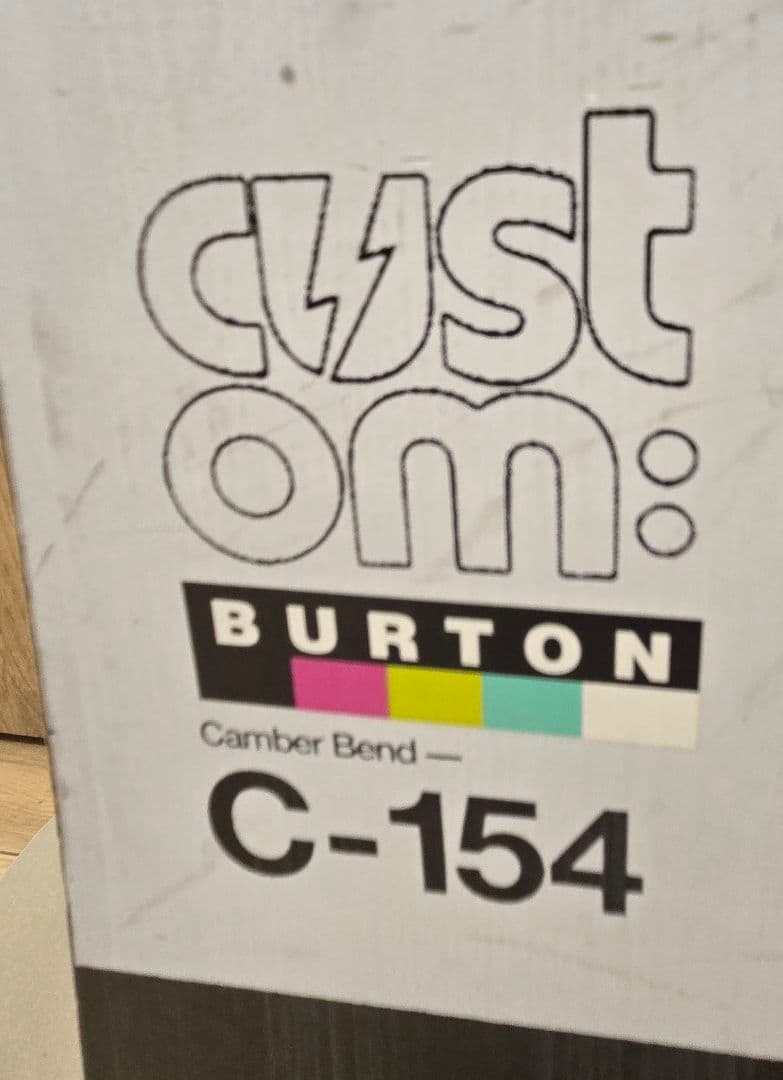 cust
om:
BURTON
Camber Bend —
C-154